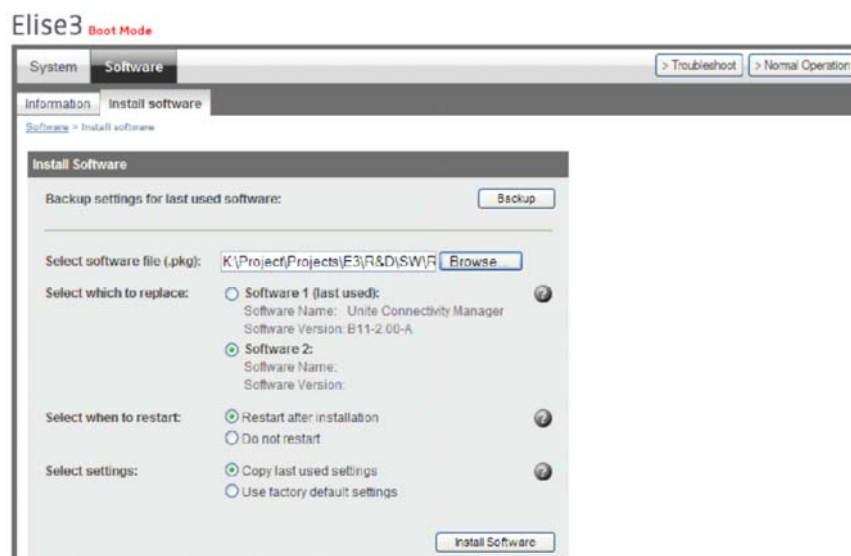 Elise3 Boot Mode
System Software > Troubleshoot > Normal Operation
Information Install software
Software > Install software
Install Software
Backup settings for last used software: Backup
Select software file (.pkg): K:\Project\Projects\E3\R&D\SW\R Browse...
Select which to replace: Software 1 (last used):
Software Name: Unite Connectivity Manager
Software Version: B11-2.00-A
Software 2:
Software Name:
Software Version:
Select when to restart: Restart after installation ?
Do not restart
Select settings: Copy last used settings ?
Use factory default settings
Install Software